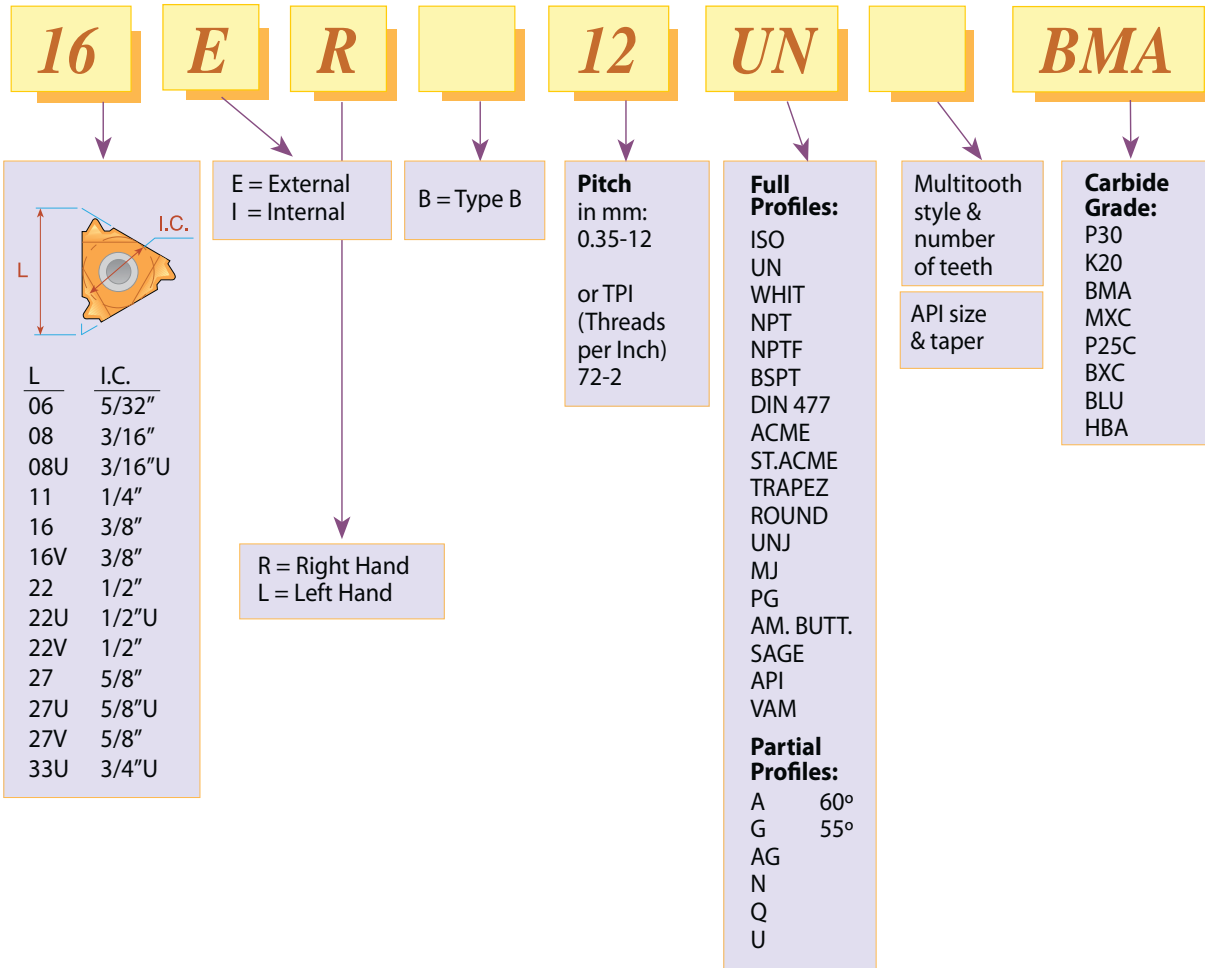 16 E R 12 UN BMA
L
I.C.
L I.C.
06 5/32”
08 3/16”
08U 3/16”U
11 1/4”
16 3/8”
16V 3/8”
22 1/2”
22U 1/2”U
22V 1/2”
27 5/8”
27U 5/8”U
27V 5/8”
33U 3/4”U
E = External
I = Internal
R = Right Hand
L = Left Hand
B = Type B
Pitch
in mm:
0.35-12
or TPI
(Threads
per Inch)
72-2
Full
Profiles:
ISO
UN
WHIT
NPT
NPTF
BSPT
DIN 477
ACME
ST.ACME
TRAPEZ
ROUND
UNJ
MJ
PG
AM. BUTT.
SAGE
API
VAM
Partial
Profiles:
A 60º
G 55º
AG
N
Q
U
Multitooth
style &
number
of teeth
API size
& taper
Carbide
Grade:
P30
K20
BMA
MXC
P25C
BXC
BLU
HBA